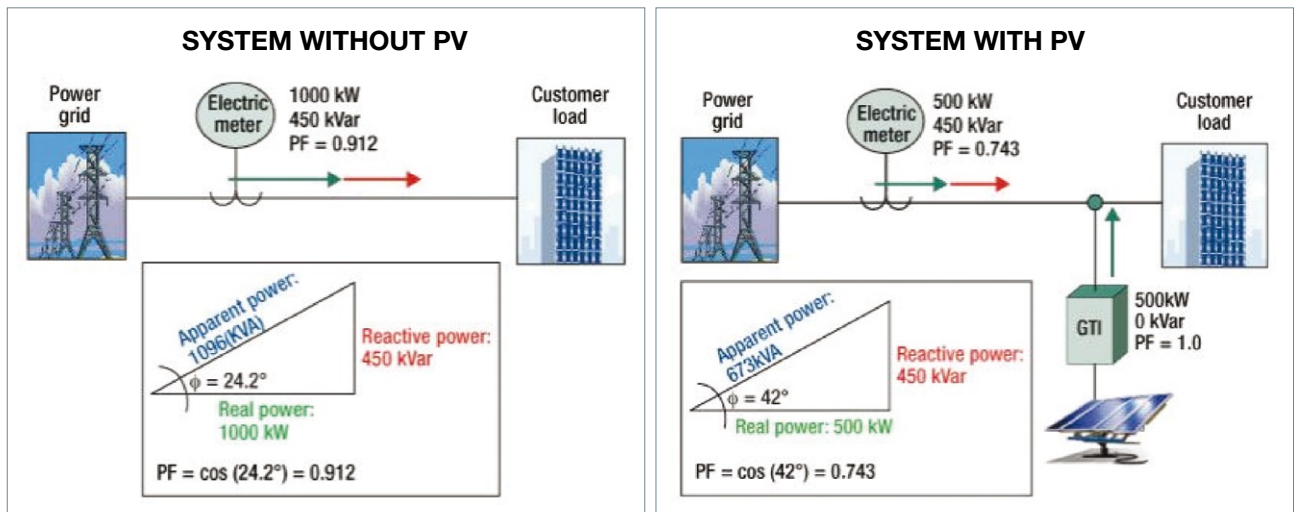 SYSTEM WITHOUT PV
Power
grid
Electric
meter
1000 kW
450 kVar
PF = 0.912
Customer
load
Apparent power:
1096(KVA)
Reactive power:
450 kVar
ϕ = 24.2°
Real power:
1000 kW
PF = cos (24.2°) = 0.912
SYSTEM WITH PV
Power
grid
Electric
meter
500 kW
450 kVar
PF = 0.743
Customer
load
Apparent power:
673kVA
Reactive power:
450 kVar
ϕ = 42°
Real power: 500 kW
PF = cos (42°) = 0.743
GTI
500kW
0 kVar
PF = 1.0